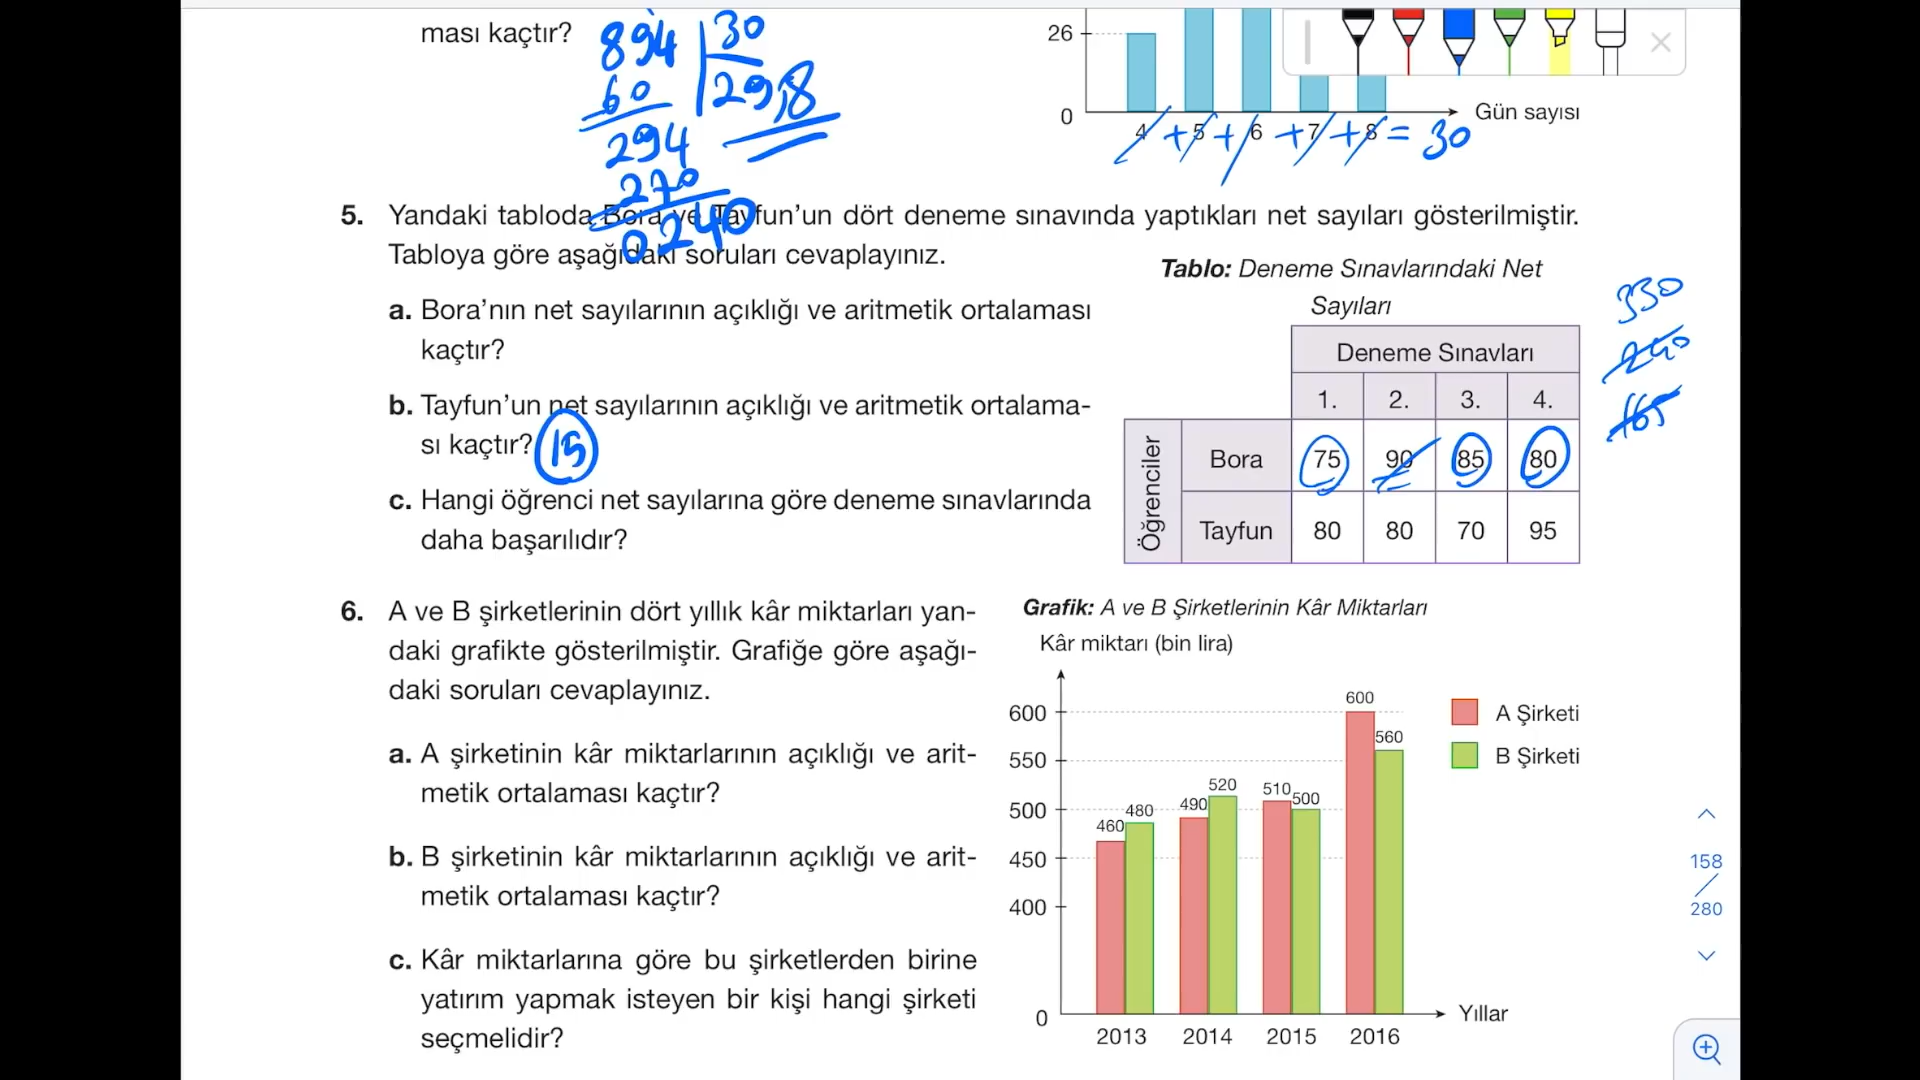 ması kaçtır?
894 30
60 29,8
294
270
0240
26
0
Gün sayısı
4 + 5 + 6 + 7 + 8 = 30
5. Yandaki tabloda Bora ve Tayfun'un dört deneme sınavında yaptıkları net sayıları gösterilmiştir.
Tabloya göre aşağıdaki soruları cevaplayınız.
a. Bora'nın net sayılarının açıklığı ve aritmetik ortalaması
kaçtır?
b. Tayfun'un net sayılarının açıklığı ve aritmetik ortalama-
sı kaçtır? 15
c. Hangi öğrenci net sayılarına göre deneme sınavlarında
daha başarılıdır?
Tablo: Deneme Sınavlarındaki Net
Sayıları
Deneme Sınavları
1. 2. 3. 4.
Öğrenciler
Bora 75 90 85 80
Tayfun 80 80 70 95
330
240
165
6. A ve B şirketlerinin dört yıllık kâr miktarları yan-
daki grafikte gösterilmiştir. Grafiğe göre aşağı-
daki soruları cevaplayınız.
a. A şirketinin kâr miktarlarının açıklığı ve arit-
metik ortalaması kaçtır?
b. B şirketinin kâr miktarlarının açıklığı ve arit-
metik ortalaması kaçtır?
c. Kâr miktarlarına göre bu şirketlerden birine
yatırım yapmak isteyen bir kişi hangi şirketi
seçmelidir?
Grafik: A ve B Şirketlerinin Kâr Miktarları
Kâr miktarı (bin lira)
600
550
500
450
400
0
460 480 490 520 510 500 600 560
2013 2014 2015 2016
Yıllar
A Şirketi
B Şirketi
158
280